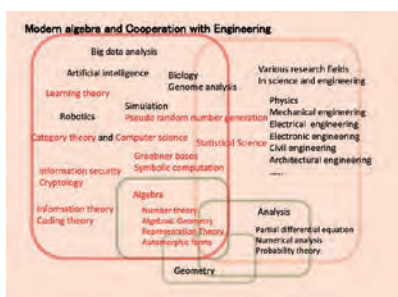 Modern algebra and Cooperation with Engineering
Big data analysis
Artificial intelligence
Learning theory
Robotics
Biology
Genome analysis
Simulation
Pseudo random number generation
Category theory and Computer science
Statistical Science
Groebner bases
Symbolic computation
Information security
Cryptology
Information theory
Coding theory
Algebra
Number theory
Algebraic Geometry
Representation Theory
Automorphic forms
Various research fields
In science and engineering
Physics
Mechanical engineering
Electrical engineering
Electronic engineering
Civil engineering
Architectural engineering
.....
Analysis
Partial differential equation
Numerical analysis
Probability theory
Geometry